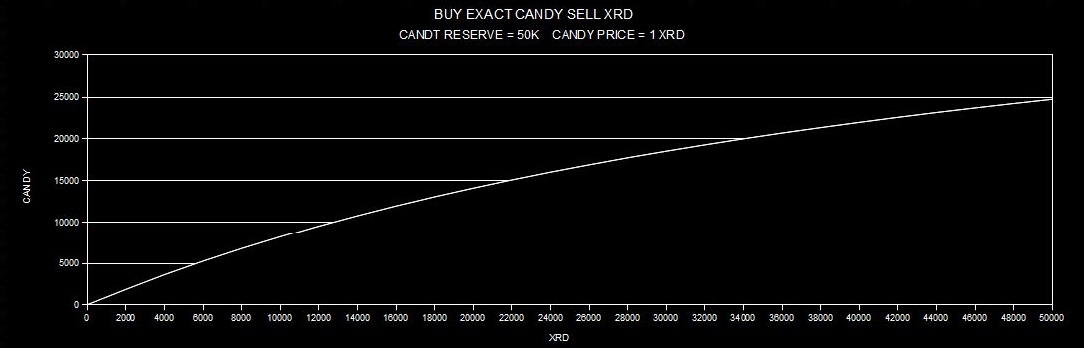 BUY EXACT CANDY SELL XRD
CANDT RESERVE = 50K CANDY PRICE = 1 XRD
30000
25000
20000
15000
10000
5000
0
CANDY
0 2000 4000 6000 8000 10000 12000 14000 16000 18000 20000 22000 24000 26000 28000 30000 32000 34000 36000 38000 40000 42000 44000 46000 48000 50000
XRD